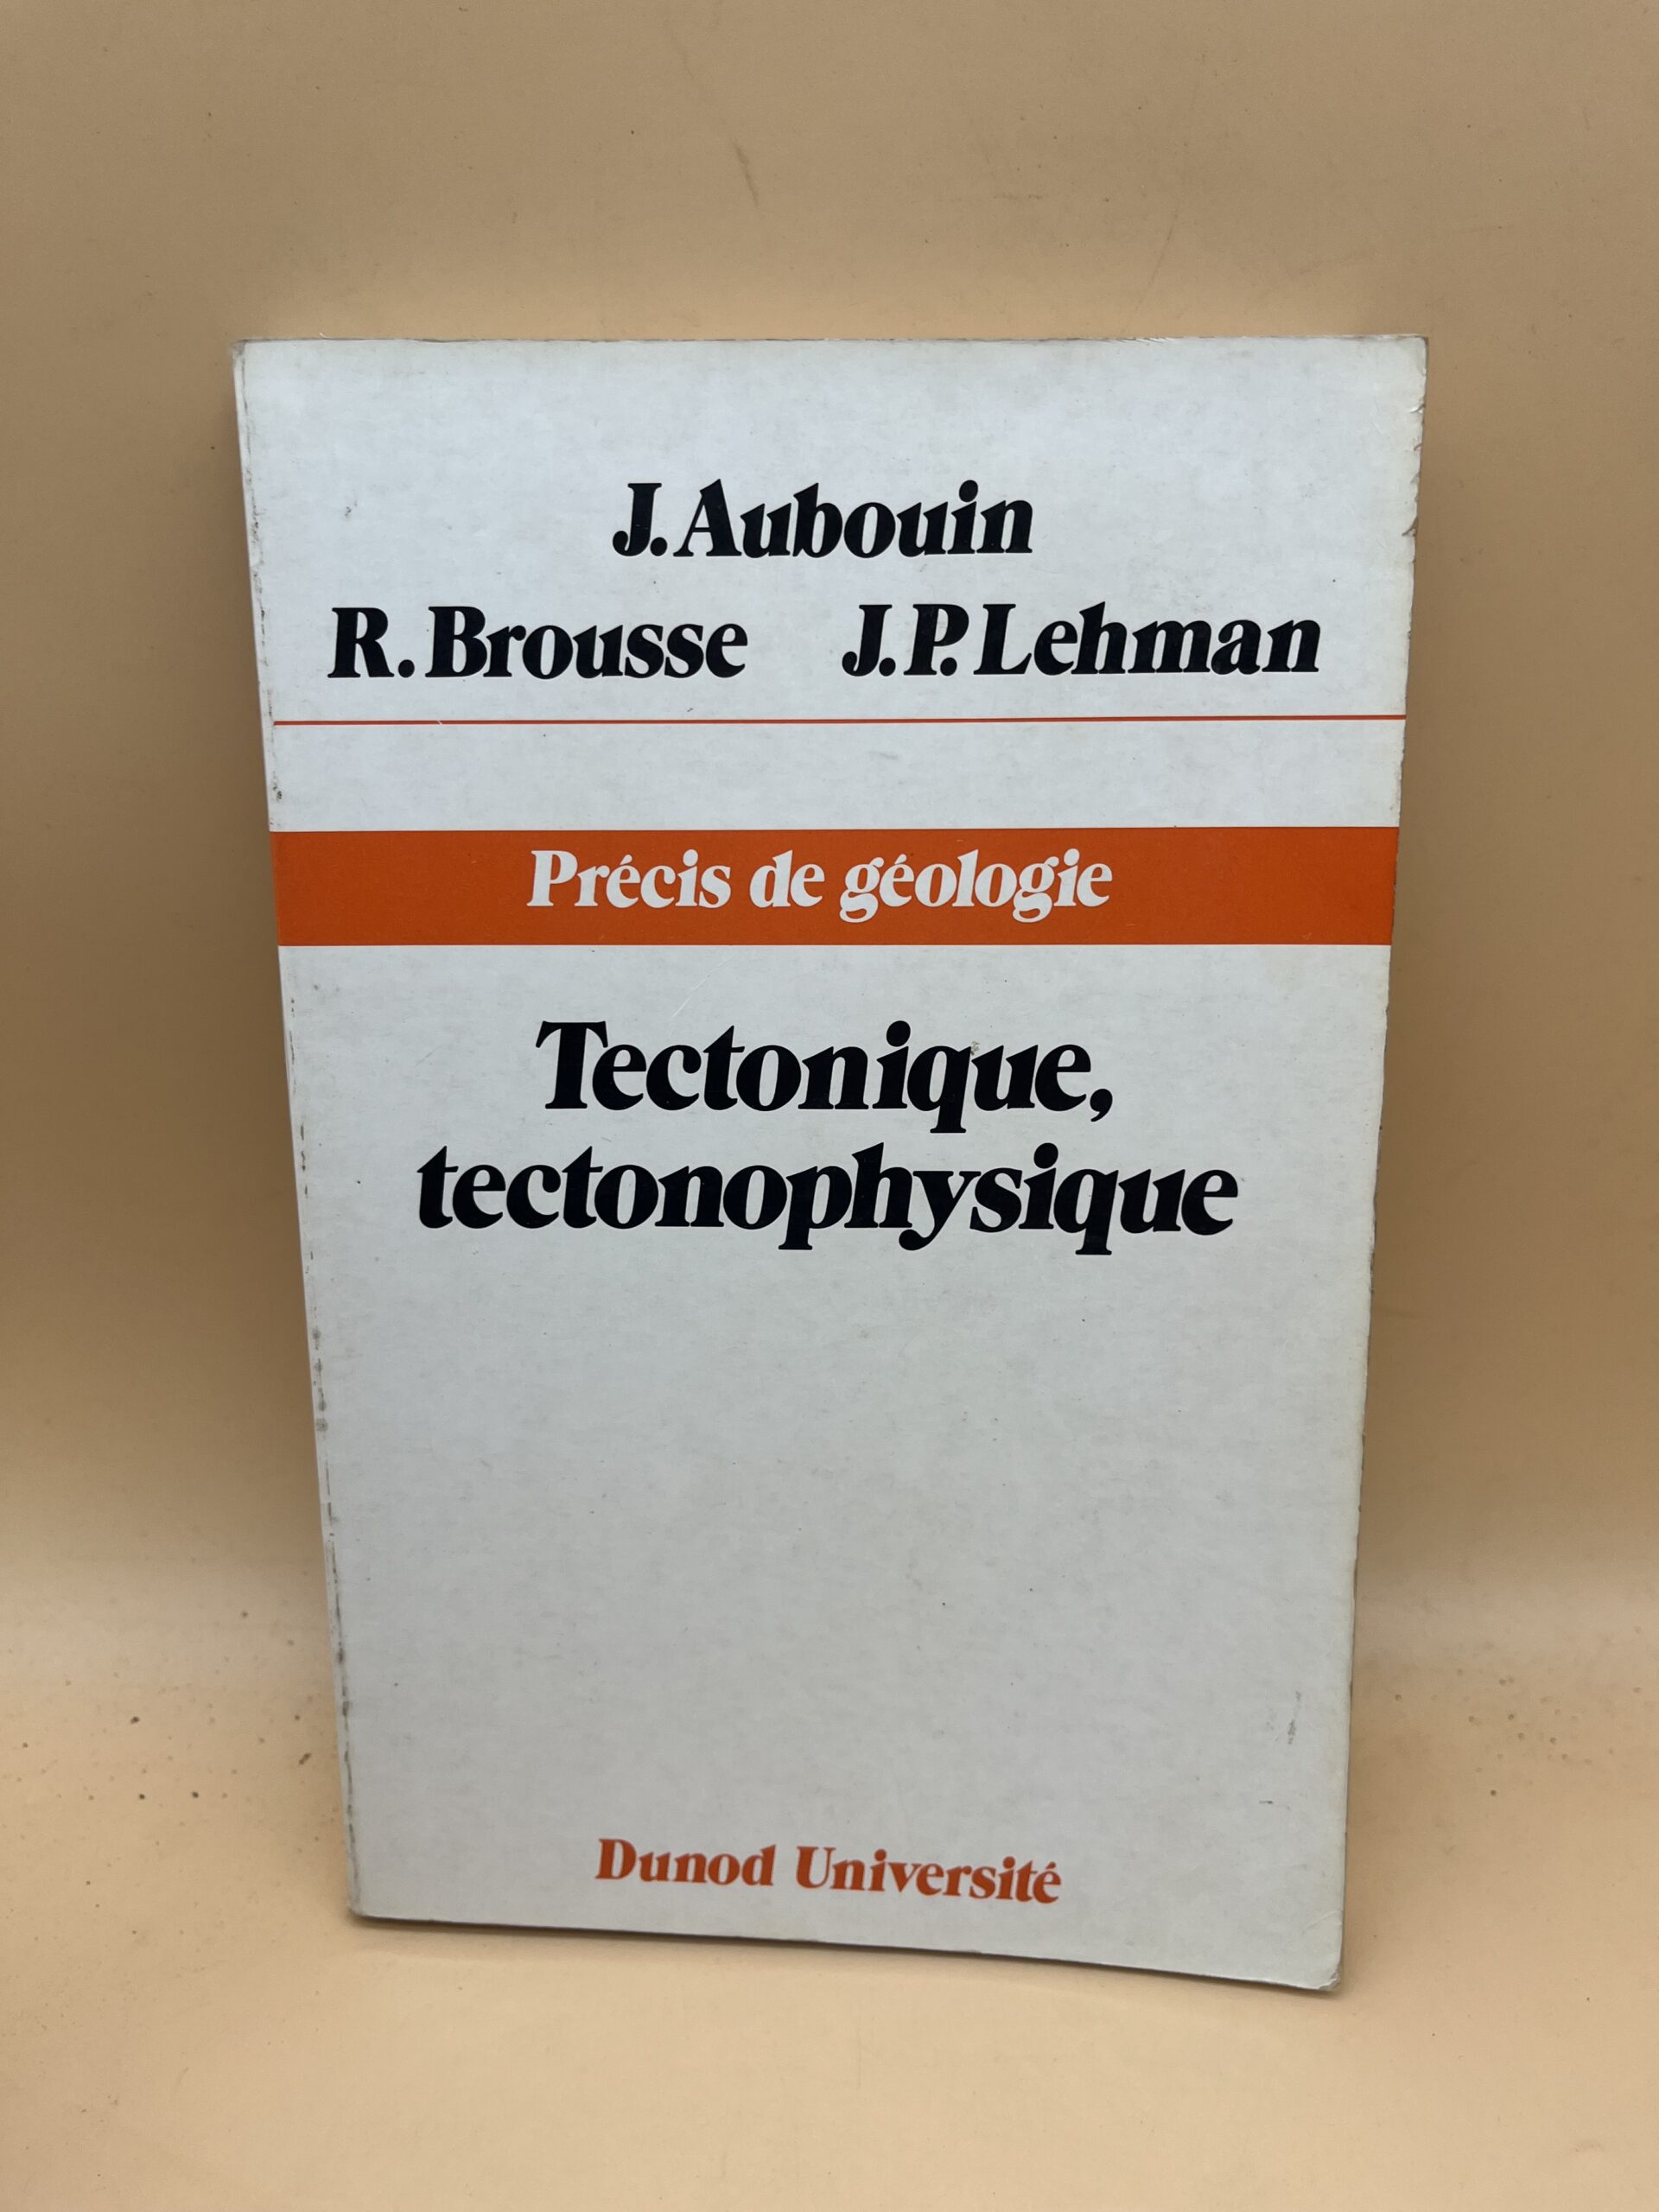 J. Aubouin
R. Brousse J. P. Lehman
Précis de géologie
Tectonique,
tectonophysique
Dunod Université